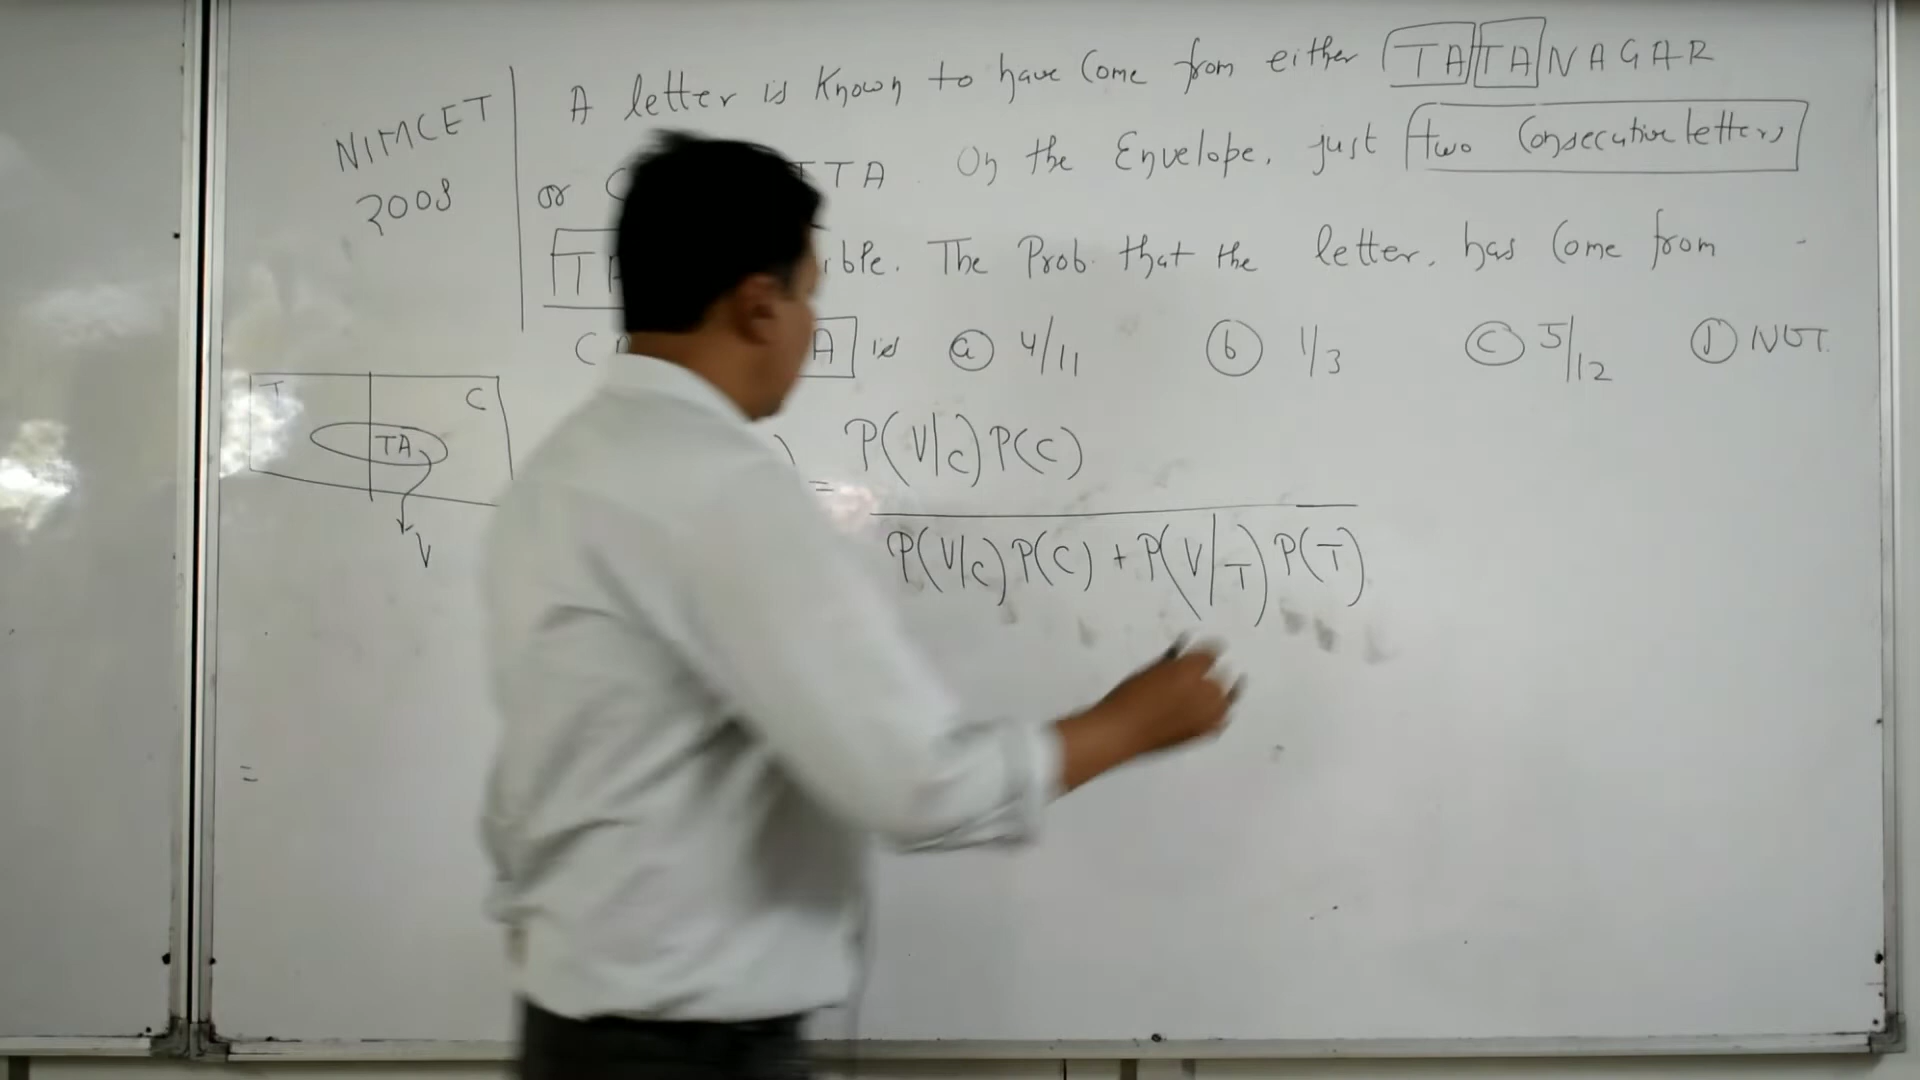 NIMCET
2008
A letter is Known to have Come from either TATANAGAR
or C TTA On the Envelope, just two Consecutive letters
T ible. The Prob. that the letter, has Come from
C A is (a) 4/11 (b) 1/3 (c) 5/12 (d) NOT.
T C
TA
V
) = P(V/C)P(C)
P(V/C)P(C) + P(V/T)P(T)
=